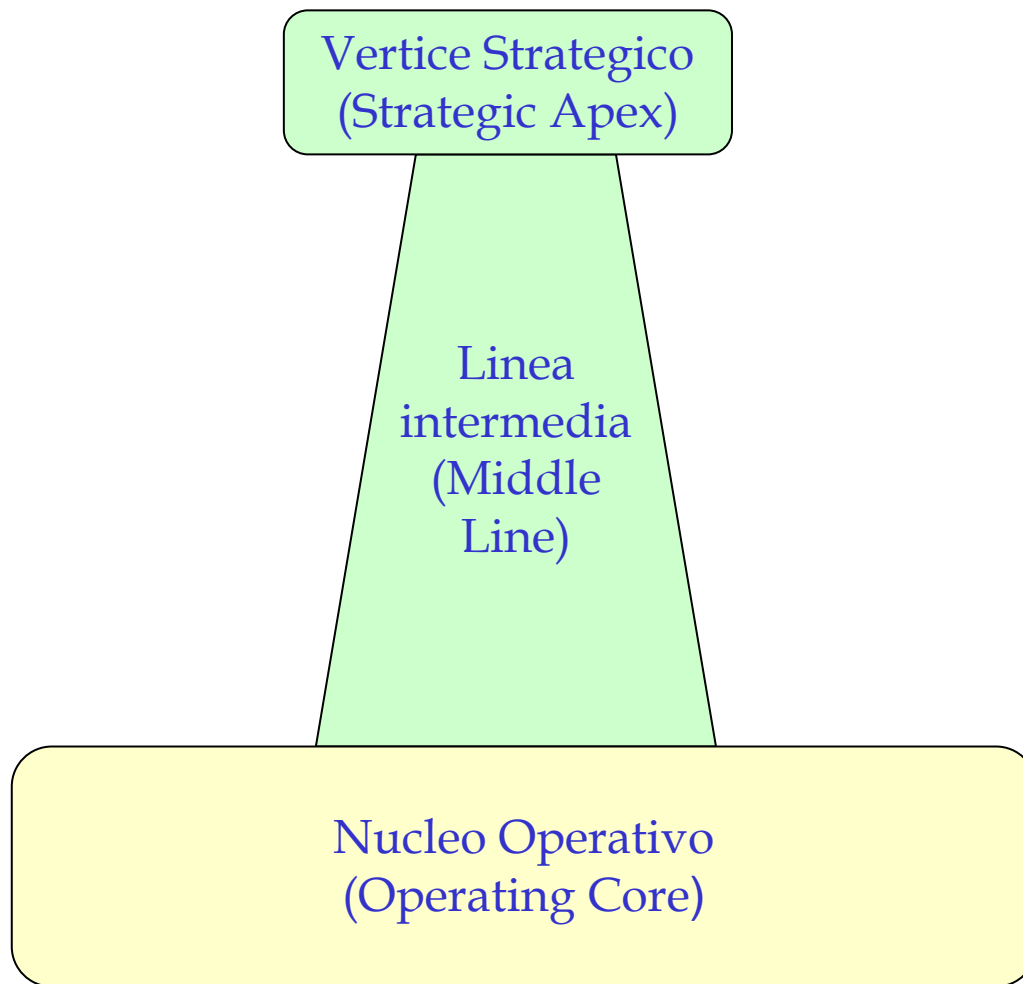 Vertice Strategico
(Strategic Apex)
Linea
intermedia
(Middle
Line)
Nucleo Operativo
(Operating Core)